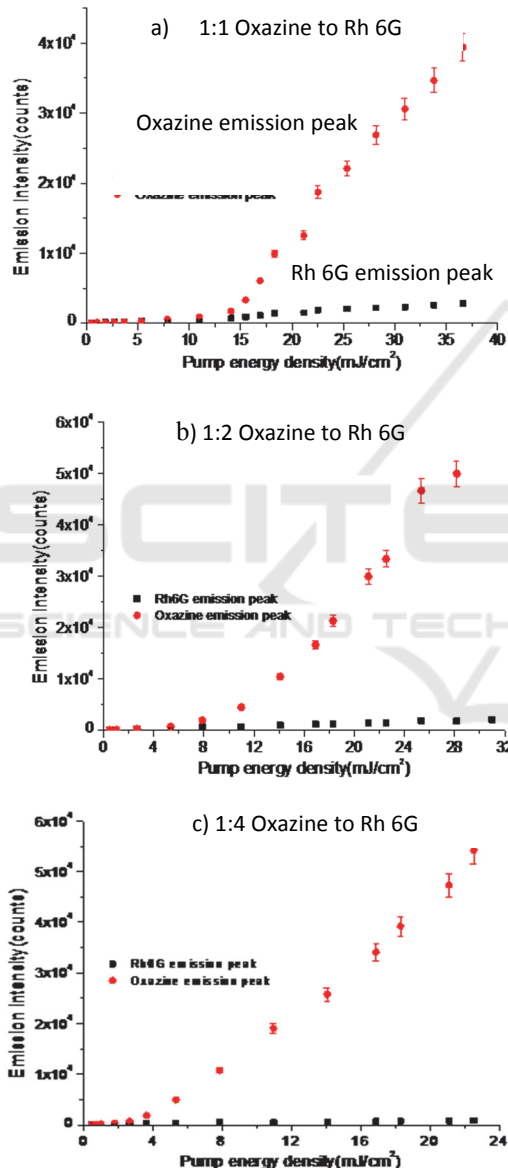 a) 1:1 Oxazine to Rh 6G
4x10⁴
3x10⁴
2x10⁴
1x10⁴
0
Emission Intensity(counts)
Oxazine emission peak
Oxazine emission peak
Rh 6G emission peak
0 5 10 15 20 25 30 35 40
Pump energy density(mJ/cm²)
b) 1:2 Oxazine to Rh 6G
6x10⁴
5x10⁴
4x10⁴
3x10⁴
2x10⁴
1x10⁴
0
Emission Intensity(counts)
Rh6G emission peak
Oxazine emission peak
SCITE
SCIENCE AND TECH
0 4 8 12 16 20 24 28 32
Pump energy density(mJ/cm²)
c) 1:4 Oxazine to Rh 6G
6x10⁴
5x10⁴
4x10⁴
3x10⁴
2x10⁴
1x10⁴
0
Emission Intensity(counts)
Rh6G emission peak
Oxazine emission peak
0 4 8 12 16 20 24
Pump energy density(mJ/cm²)